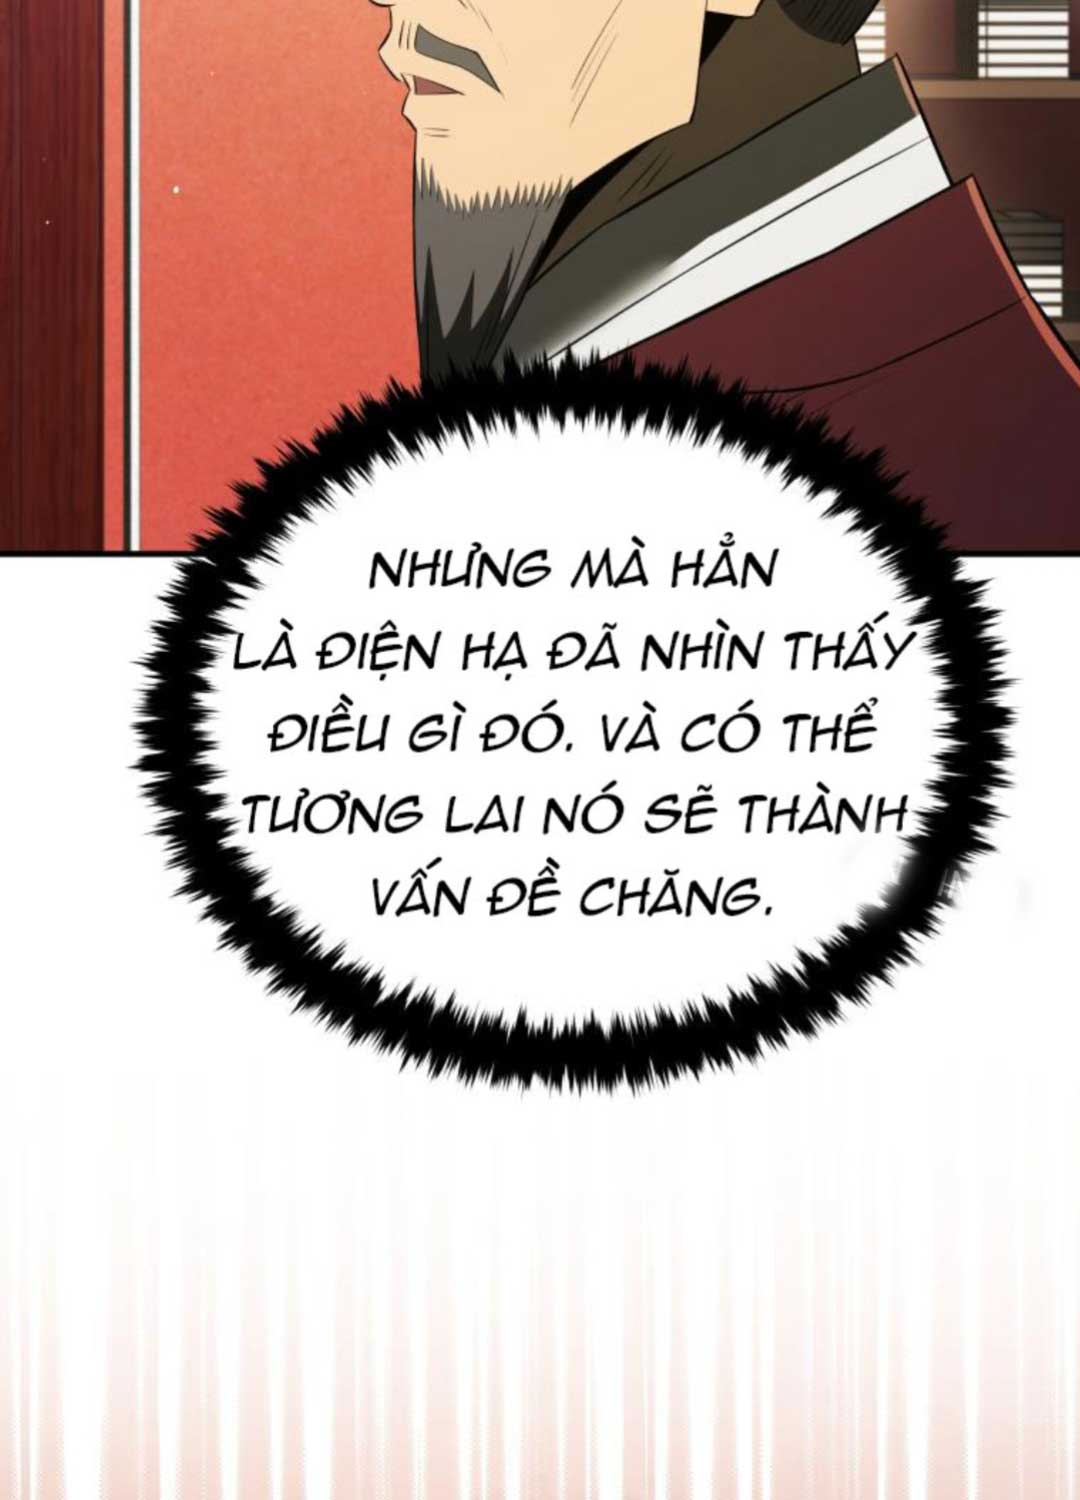 NHƯNG MÀ HẲN
LÀ ĐIỆN HẠ ĐÃ NHÌN THẤY
ĐIỀU GÌ ĐÓ. VÀ CÓ THỂ
TƯƠNG LAI NÓ SẼ THÀNH
VẤN ĐỀ CHĂNG.